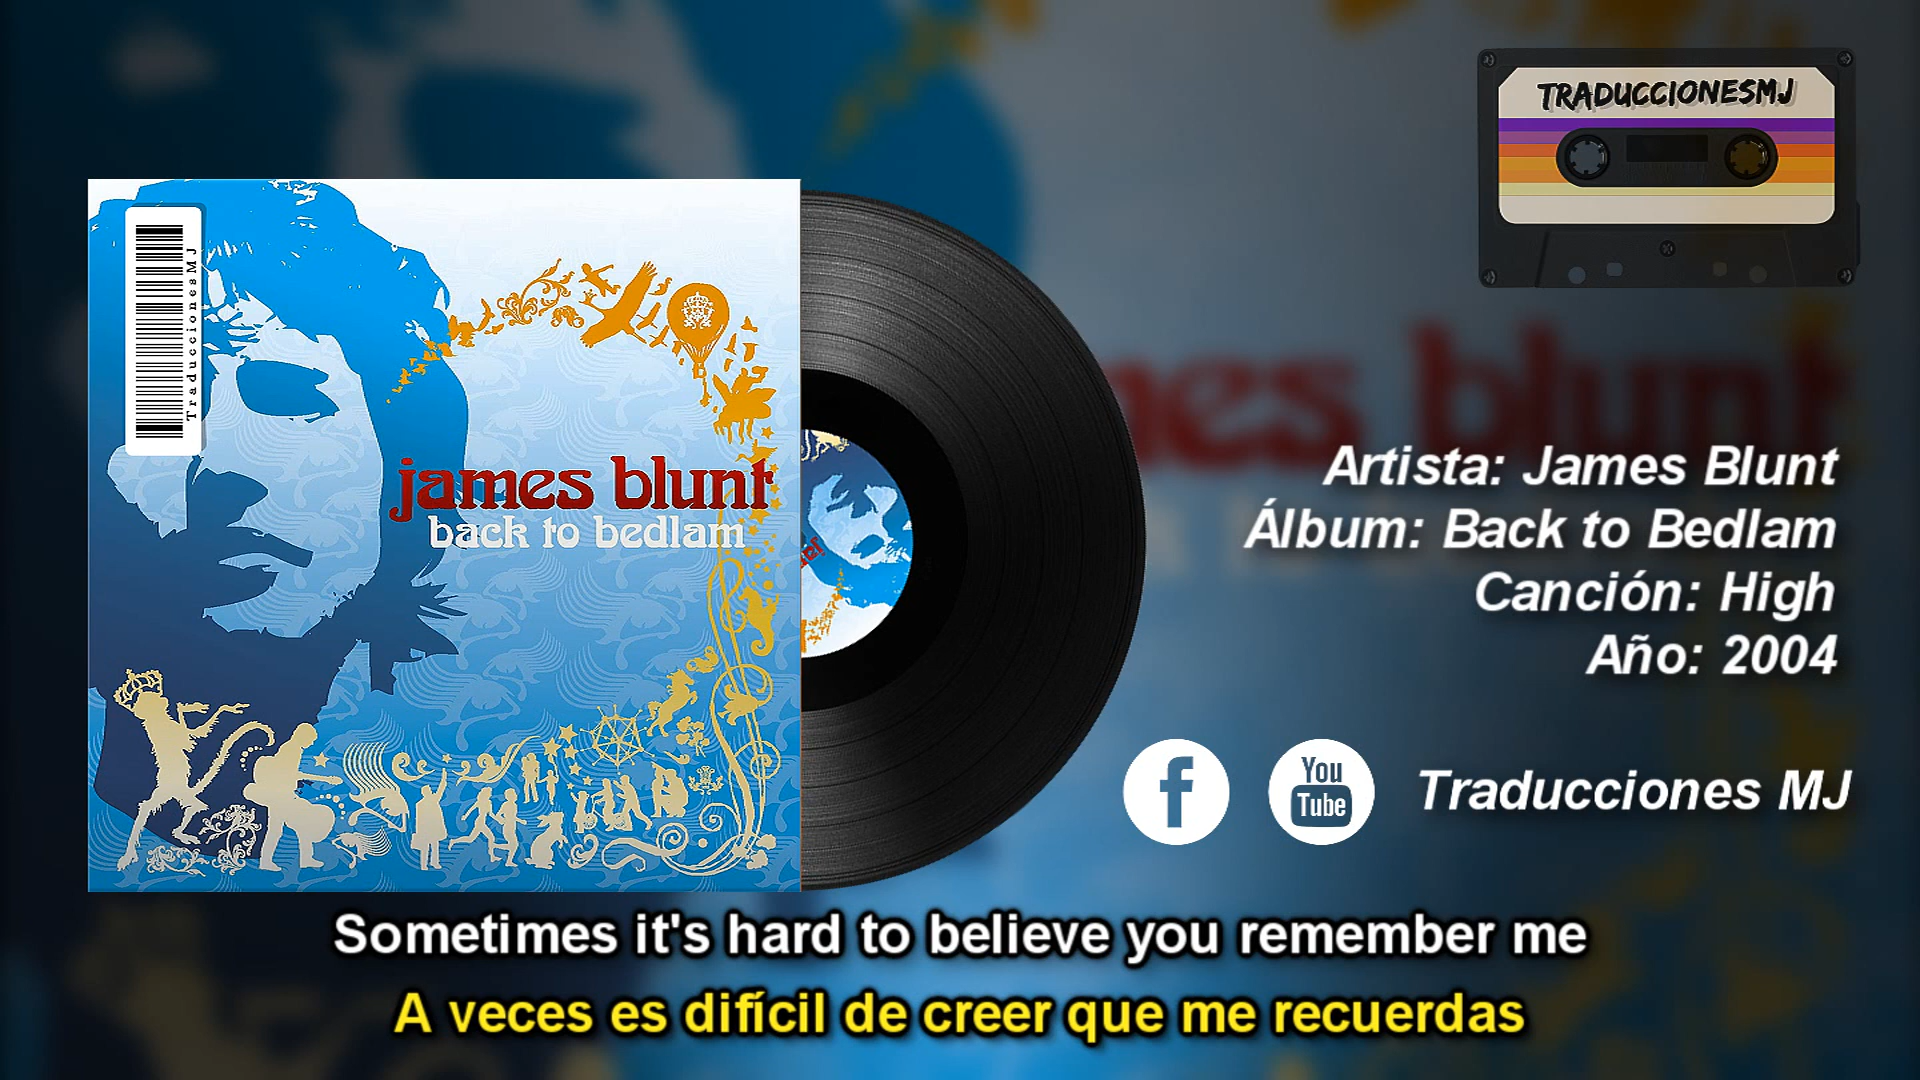 TRADUCCIONESMJ
TraduccionesMJ
james blunt
back to bedlam
Artista: James Blunt
Álbum: Back to Bedlam
Canción: High
Año: 2004
f
You
Tube
Traducciones MJ
Sometimes it's hard to believe you remember me
A veces es difícil de creer que me recuerdas